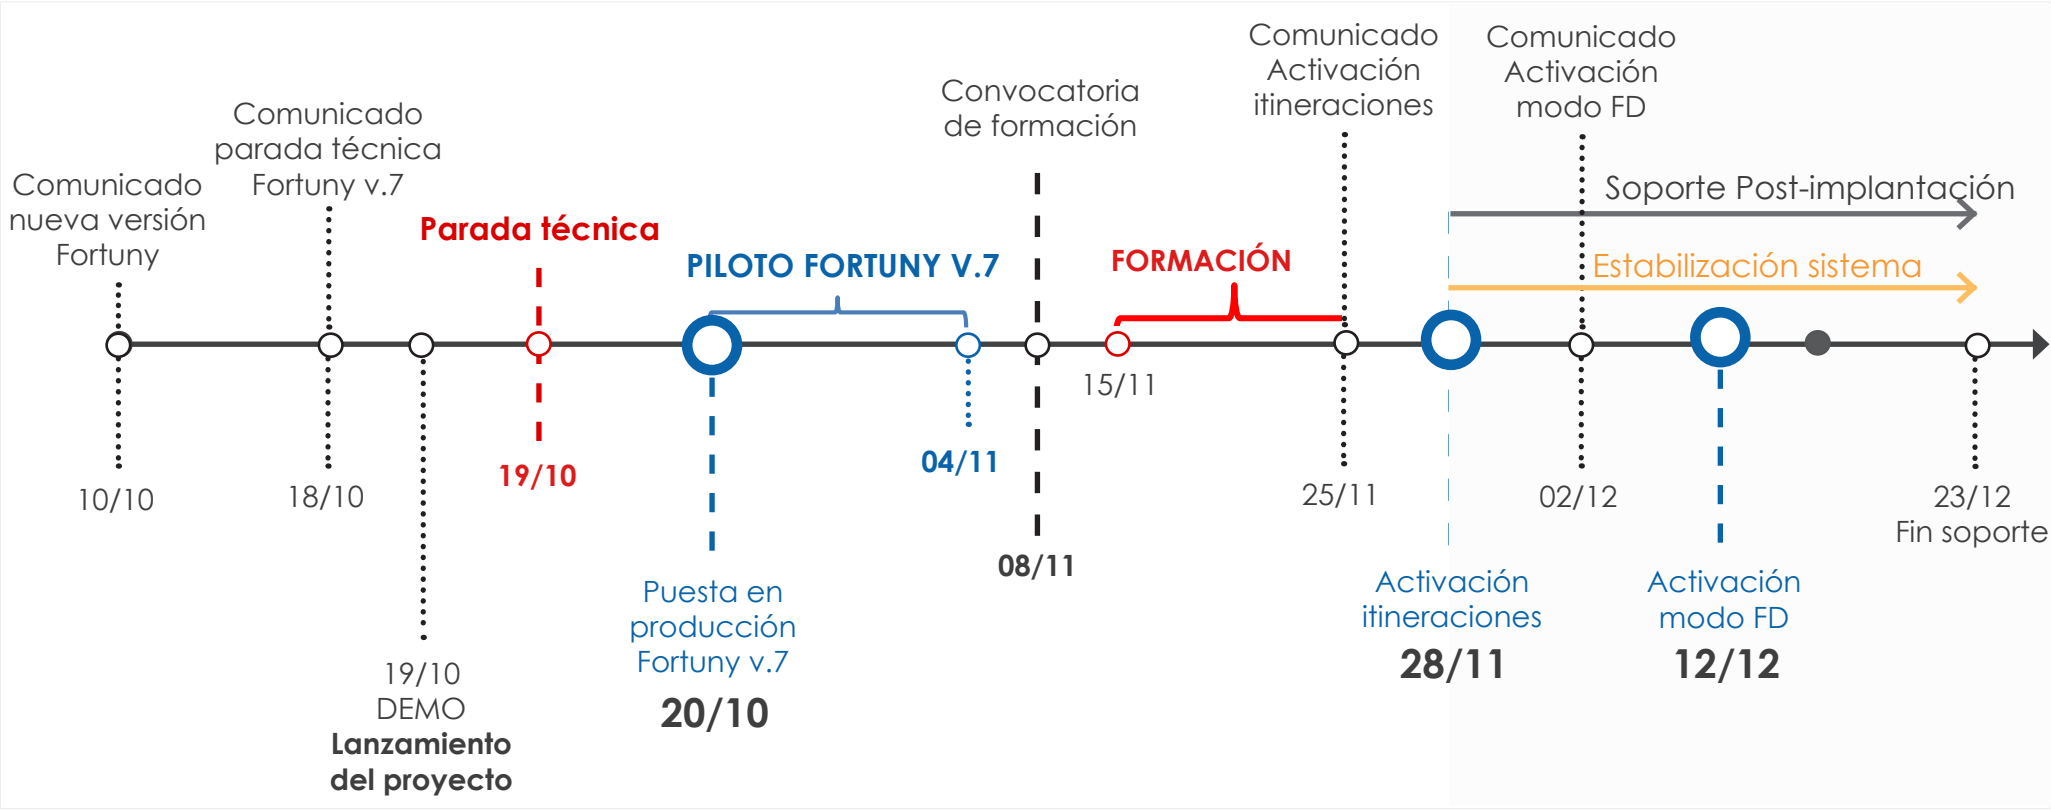 Comunicado
nueva versión
Fortuny
10/10
Comunicado
parada técnica
Fortuny v.7
18/10
19/10
DEMO
Lanzamiento
del proyecto
Parada técnica
19/10
PILOTO FORTUNY V.7
Puesta en
producción
Fortuny v.7
20/10
04/11
Convocatoria
de formación
08/11
FORMACIÓN
15/11
Comunicado
Activación
itineraciones
25/11
Activación
itineraciones
28/11
Comunicado
Activación
modo FD
02/12
Soporte Post-implantación
Estabilización sistema
Activación
modo FD
12/12
23/12
Fin soporte